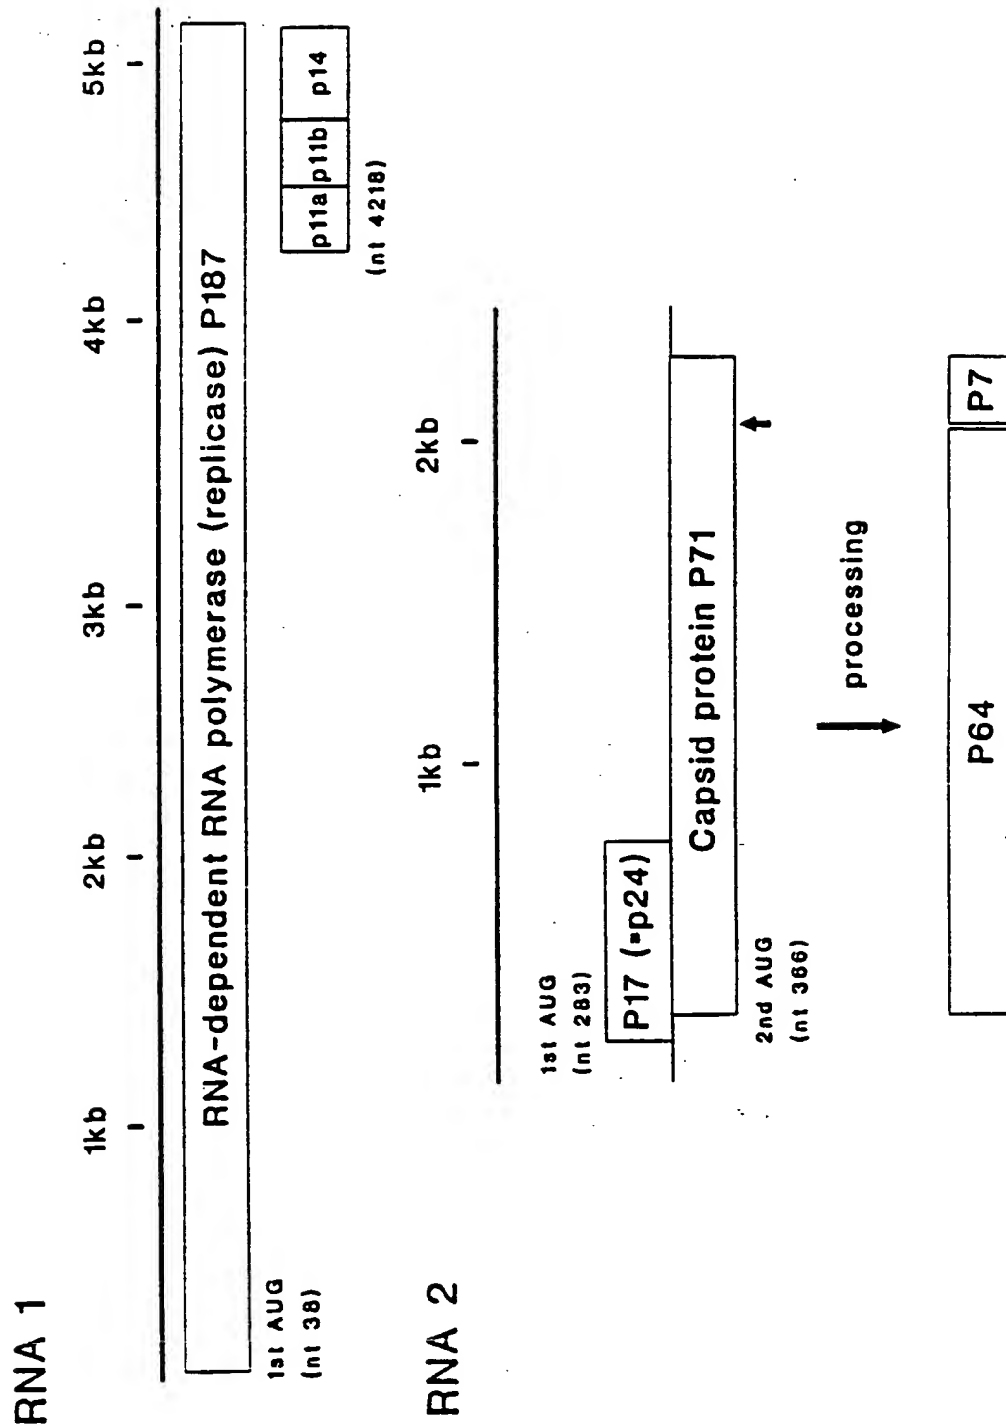 RNA 1
1kb 2kb 3kb 4kb 5kb
RNA-dependent RNA polymerase (replicase) P187
1st AUG
(nt 38)
p11a p11b p14
(nt 4218)
RNA 2
1kb 2kb
1st AUG
(nt 283)
P17 (=p24)
Capsid protein P71
2nd AUG
(nt 366)
processing
P64 P7